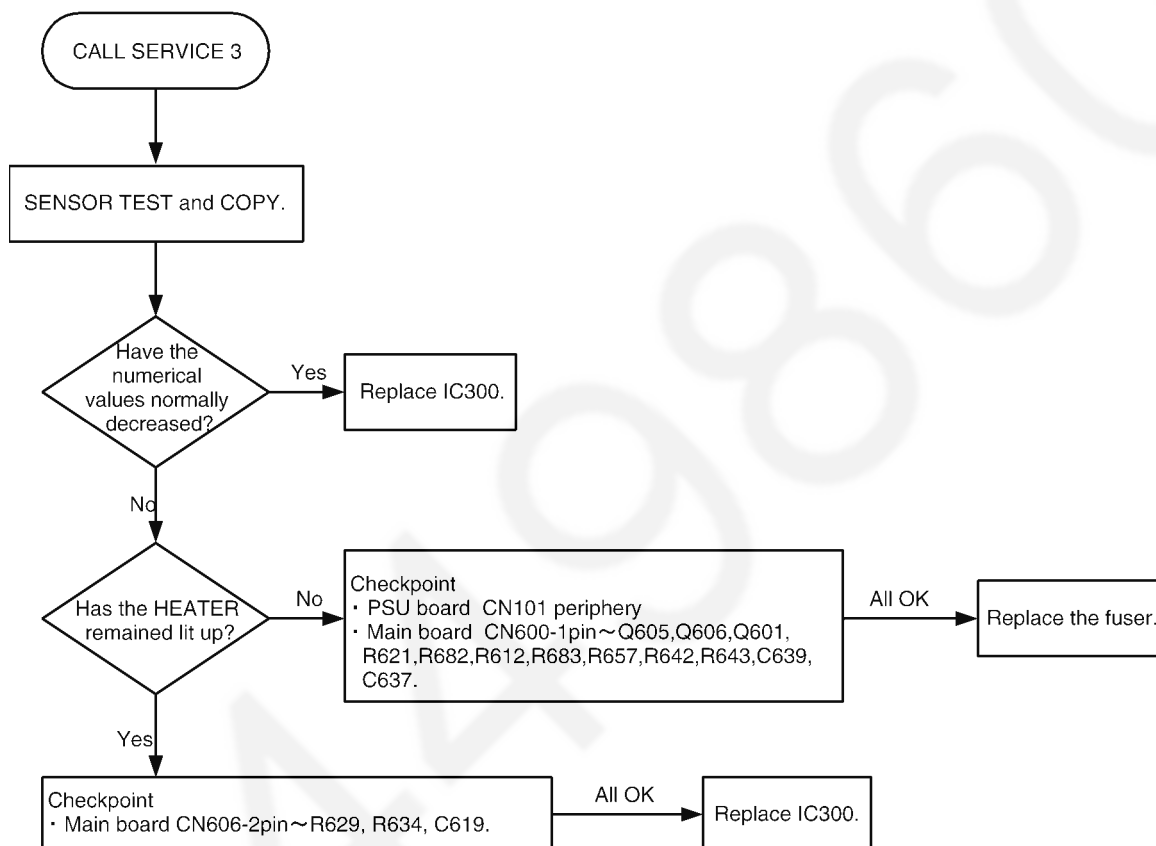 CALL SERVICE 3
SENSOR TEST and COPY.
Have the
numerical
values normally
decreased?
Yes
Replace IC300.
No
Has the HEATER
remained lit up?
No
Checkpoint
・PSU board CN101 periphery
・Main board CN600-1pin～Q605,Q606,Q601,
R621,R682,R612,R683,R657,R642,R643,C639,
C637.
All OK
Replace the fuser.
Yes
Checkpoint
・Main board CN606-2pin～R629, R634, C619.
All OK
Replace IC300.